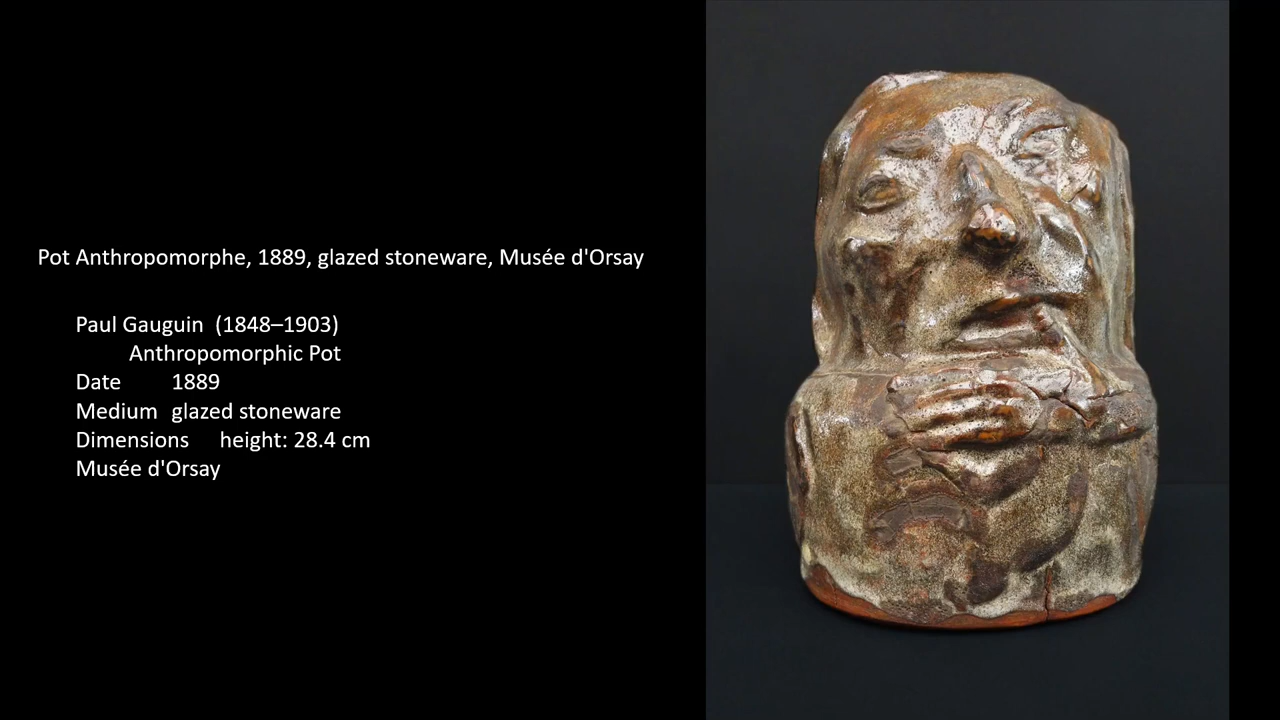 Pot Anthropomorphe, 1889, glazed stoneware, Musée d'Orsay
Paul Gauguin (1848–1903)
Anthropomorphic Pot
Date 1889
Medium glazed stoneware
Dimensions height: 28.4 cm
Musée d'Orsay